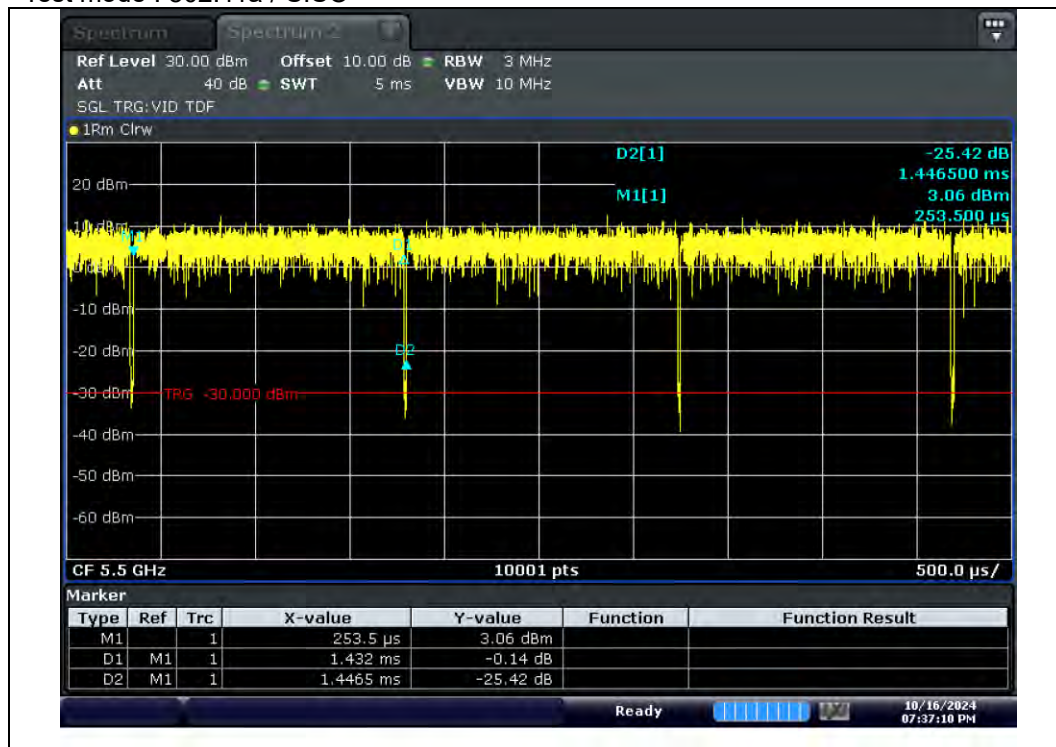 Spectrum Spectrum 2
Ref Level 30.00 dBm Offset 10.00 dB RBW 3 MHz
Att 40 dB SWT 5 ms VBW 10 MHz
SGL TRG:VID TDF
1Rm Clrw
D2[1] -25.42 dB
1.446500 ms
20 dBm
M1[1] 3.06 dBm
253.500 µs
10 dBm
M1
D1
-10 dBm
-20 dBm
D2
-30 dBm
TRG -30.000 dBm
-40 dBm
-50 dBm
-60 dBm
CF 5.5 GHz 10001 pts 500.0 µs/
Marker
Type Ref Trc X-value Y-value Function Function Result
M1 1 253.5 µs 3.06 dBm
D1 M1 1 1.432 ms -0.14 dB
D2 M1 1 1.4465 ms -25.42 dB
Ready 10/16/2024
07:37:10 PM